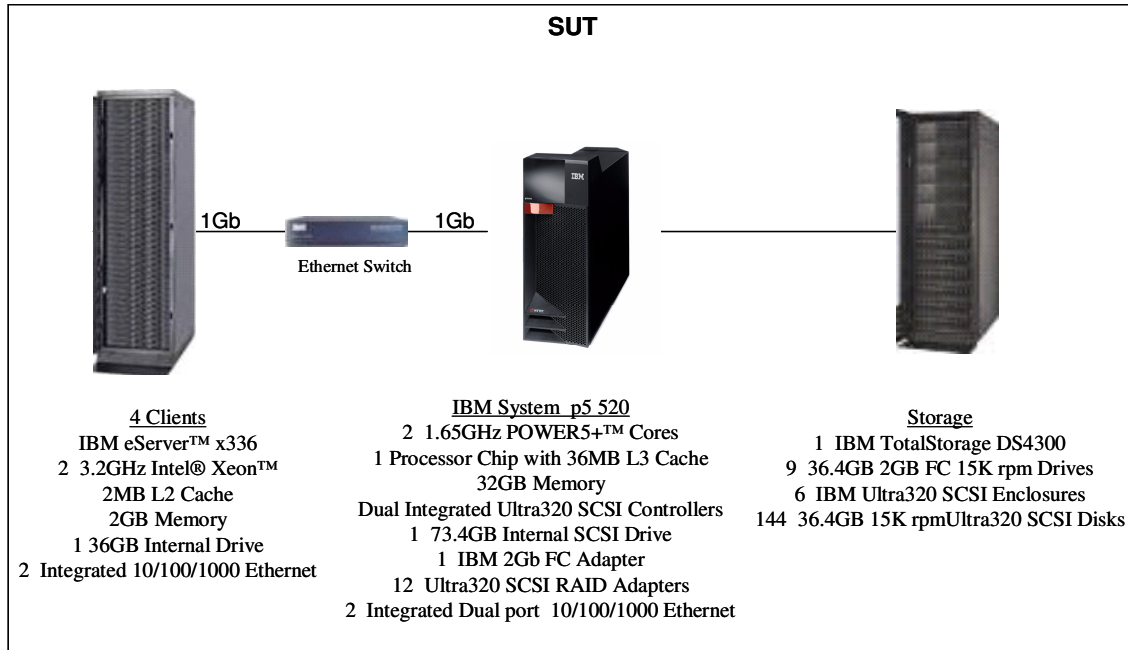 SUT
1Gb
1Gb
Ethernet Switch
IBM
4 Clients
IBM eServer™ x336
2 3.2GHz Intel® Xeon™
2MB L2 Cache
2GB Memory
1 36GB Internal Drive
2 Integrated 10/100/1000 Ethernet
IBM System p5 520
2 1.65GHz POWER5+™ Cores
1 Processor Chip with 36MB L3 Cache
32GB Memory
Dual Integrated Ultra320 SCSI Controllers
1 73.4GB Internal SCSI Drive
1 IBM 2Gb FC Adapter
12 Ultra320 SCSI RAID Adapters
2 Integrated Dual port 10/100/1000 Ethernet
Storage
1 IBM TotalStorage DS4300
9 36.4GB 2GB FC 15K rpm Drives
6 IBM Ultra320 SCSI Enclosures
144 36.4GB 15K rpmUltra320 SCSI Disks